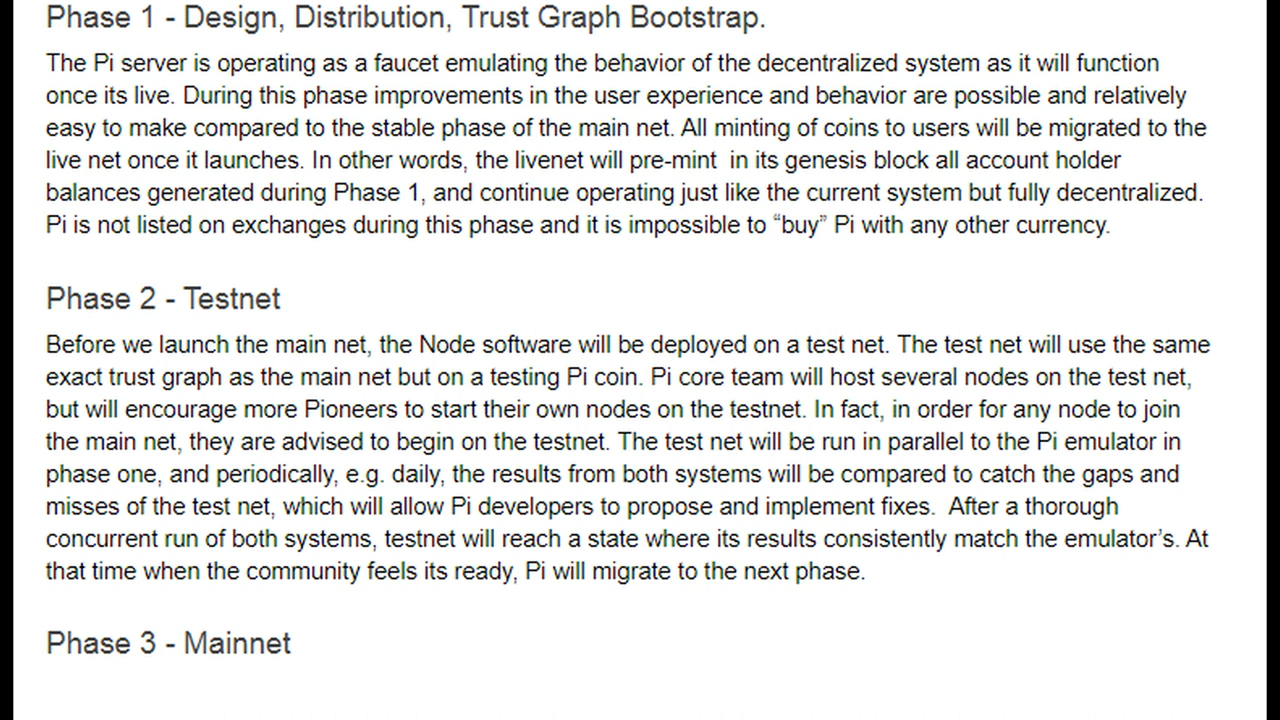 Phase 1 - Design, Distribution, Trust Graph Bootstrap.
The Pi server is operating as a faucet emulating the behavior of the decentralized system as it will function
once its live. During this phase improvements in the user experience and behavior are possible and relatively
easy to make compared to the stable phase of the main net. All minting of coins to users will be migrated to the
live net once it launches. In other words, the livenet will pre-mint  in its genesis block all account holder
balances generated during Phase 1, and continue operating just like the current system but fully decentralized.
Pi is not listed on exchanges during this phase and it is impossible to “buy” Pi with any other currency.
Phase 2 - Testnet
Before we launch the main net, the Node software will be deployed on a test net. The test net will use the same
exact trust graph as the main net but on a testing Pi coin. Pi core team will host several nodes on the test net,
but will encourage more Pioneers to start their own nodes on the testnet. In fact, in order for any node to join
the main net, they are advised to begin on the testnet. The test net will be run in parallel to the Pi emulator in
phase one, and periodically, e.g. daily, the results from both systems will be compared to catch the gaps and
misses of the test net, which will allow Pi developers to propose and implement fixes.  After a thorough
concurrent run of both systems, testnet will reach a state where its results consistently match the emulator’s. At
that time when the community feels its ready, Pi will migrate to the next phase.
Phase 3 - Mainnet